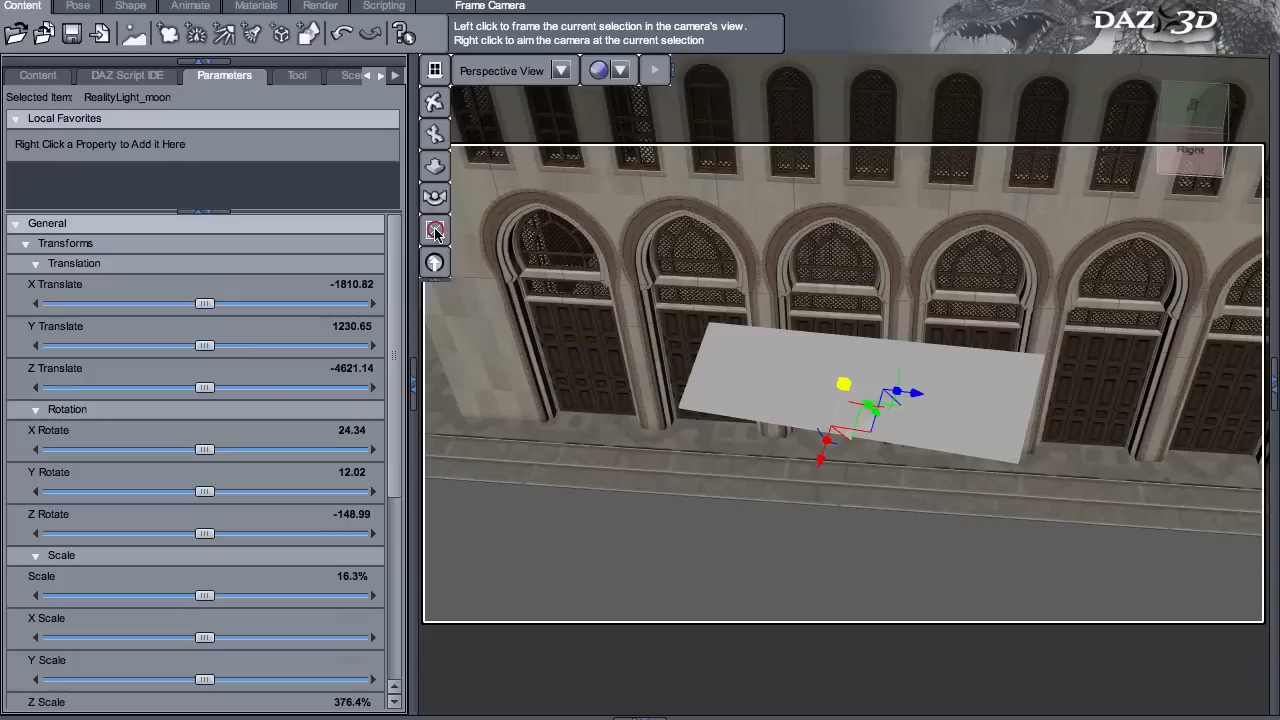 Content
Pose
Shape
Animate
Materials
Render
Scripting
Frame Camera
Left click to frame the current selection in the camera's view.
Right click to aim the camera at the current selection
DAZ 3D
Content
DAZ Script IDE
Parameters
Tool
Sce
Perspective View
Selected Item: RealityLight_moon
Local Favorites
Right Click a Property to Add it Here
Right
General
Transforms
Translation
X Translate -1810.82
Y Translate 1230.65
Z Translate -4621.14
Rotation
X Rotate 24.34
Y Rotate 12.02
Z Rotate -148.99
Scale
Scale 16.3%
X Scale
Y Scale
Z Scale 376.4%